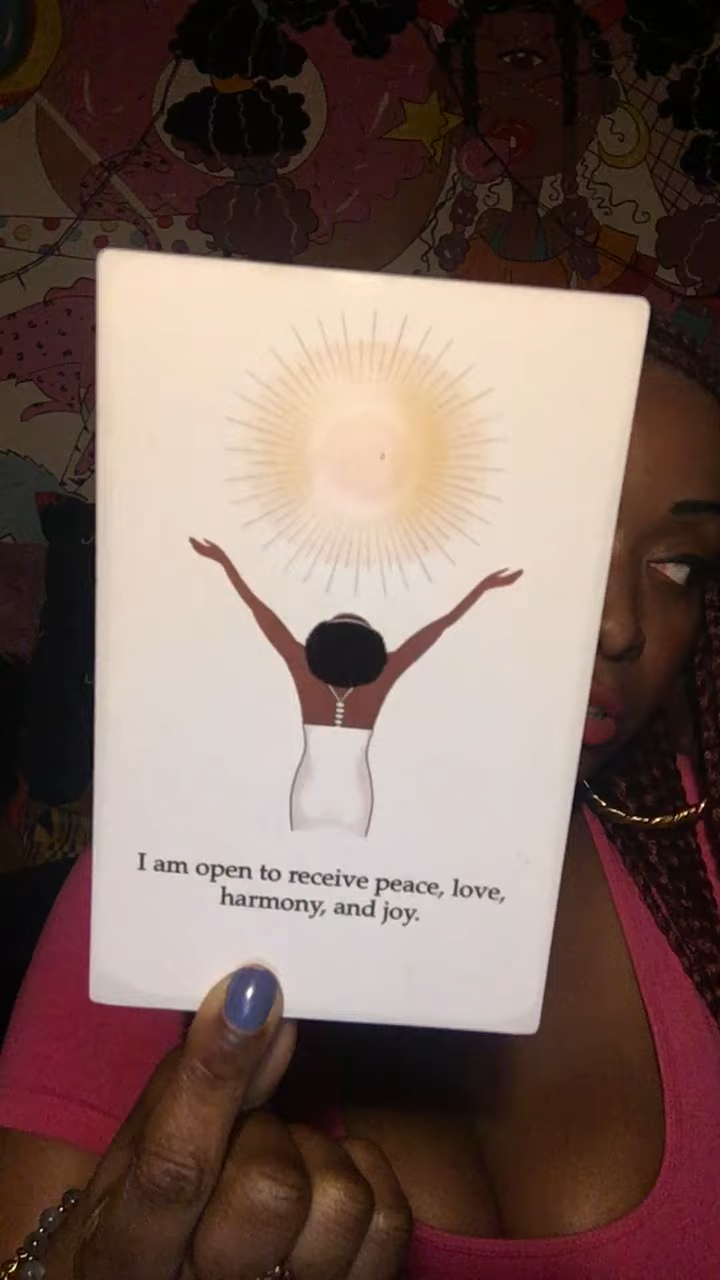 I am open to receive peace, love,
harmony, and joy.